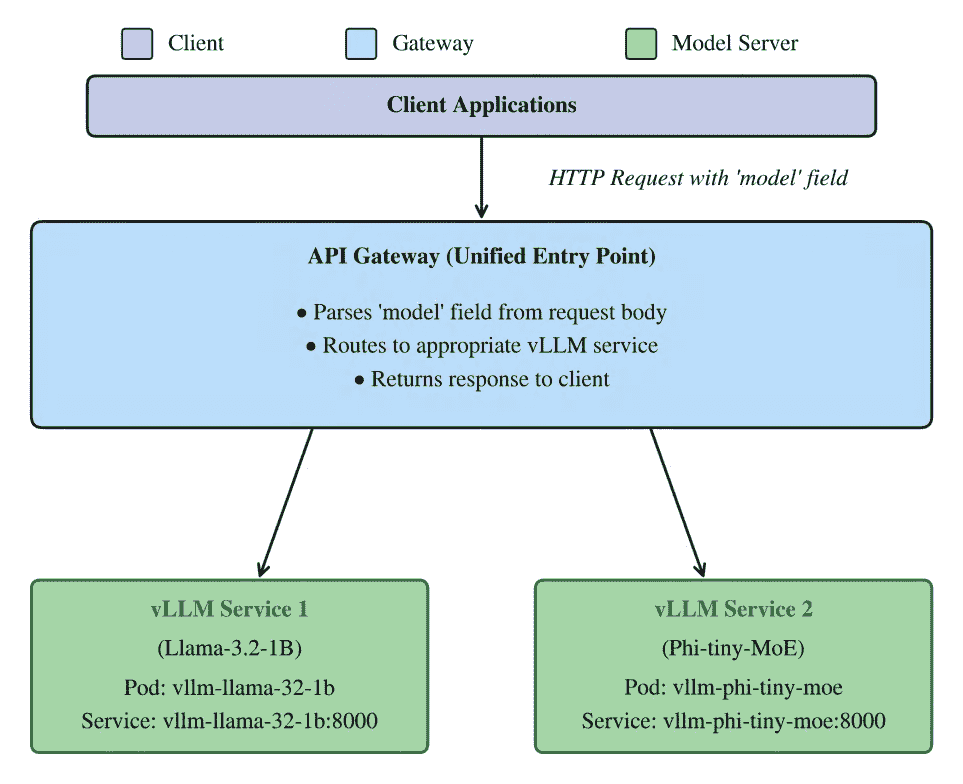 Client
Gateway
Model Server
Client Applications
HTTP Request with 'model' field
API Gateway (Unified Entry Point)
● Parses 'model' field from request body
● Routes to appropriate vLLM service
● Returns response to client
vLLM Service 1
(Llama-3.2-1B)
Pod: vllm-llama-32-1b
Service: vllm-llama-32-1b:8000
vLLM Service 2
(Phi-tiny-MoE)
Pod: vllm-phi-tiny-moe
Service: vllm-phi-tiny-moe:8000